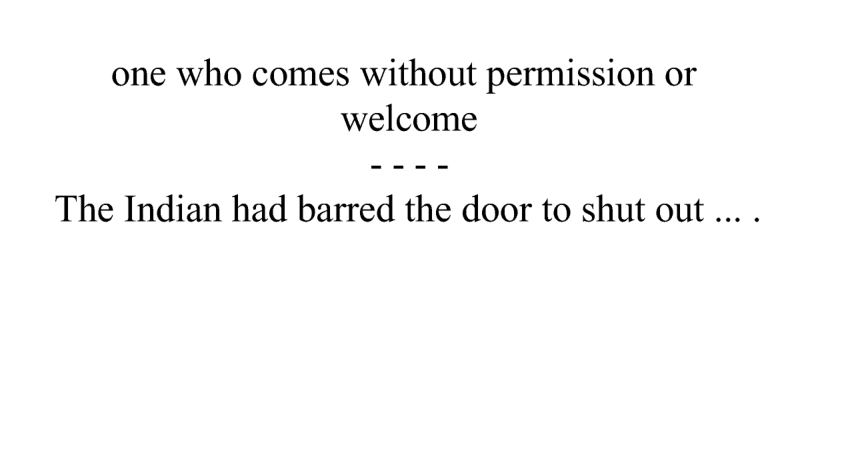 one who comes without permission or
welcome
- - - -
The Indian had barred the door to shut out ... .